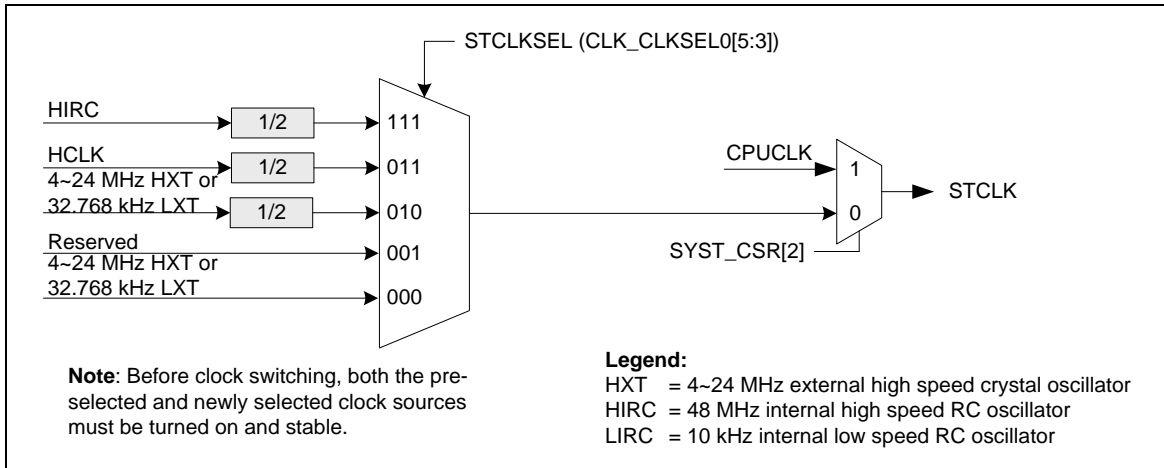 STCLKSEL (CLK_CLKSEL0[5:3])
HIRC
1/2
111
HCLK
1/2
011
4~24 MHz HXT or
32.768 kHz LXT
1/2
010
Reserved
001
4~24 MHz HXT or
32.768 kHz LXT
000
CPUCLK
1
0
STCLK
SYST_CSR[2]
Note: Before clock switching, both the pre-
selected and newly selected clock sources
must be turned on and stable.
Legend:
HXT = 4~24 MHz external high speed crystal oscillator
HIRC = 48 MHz internal high speed RC oscillator
LIRC = 10 kHz internal low speed RC oscillator